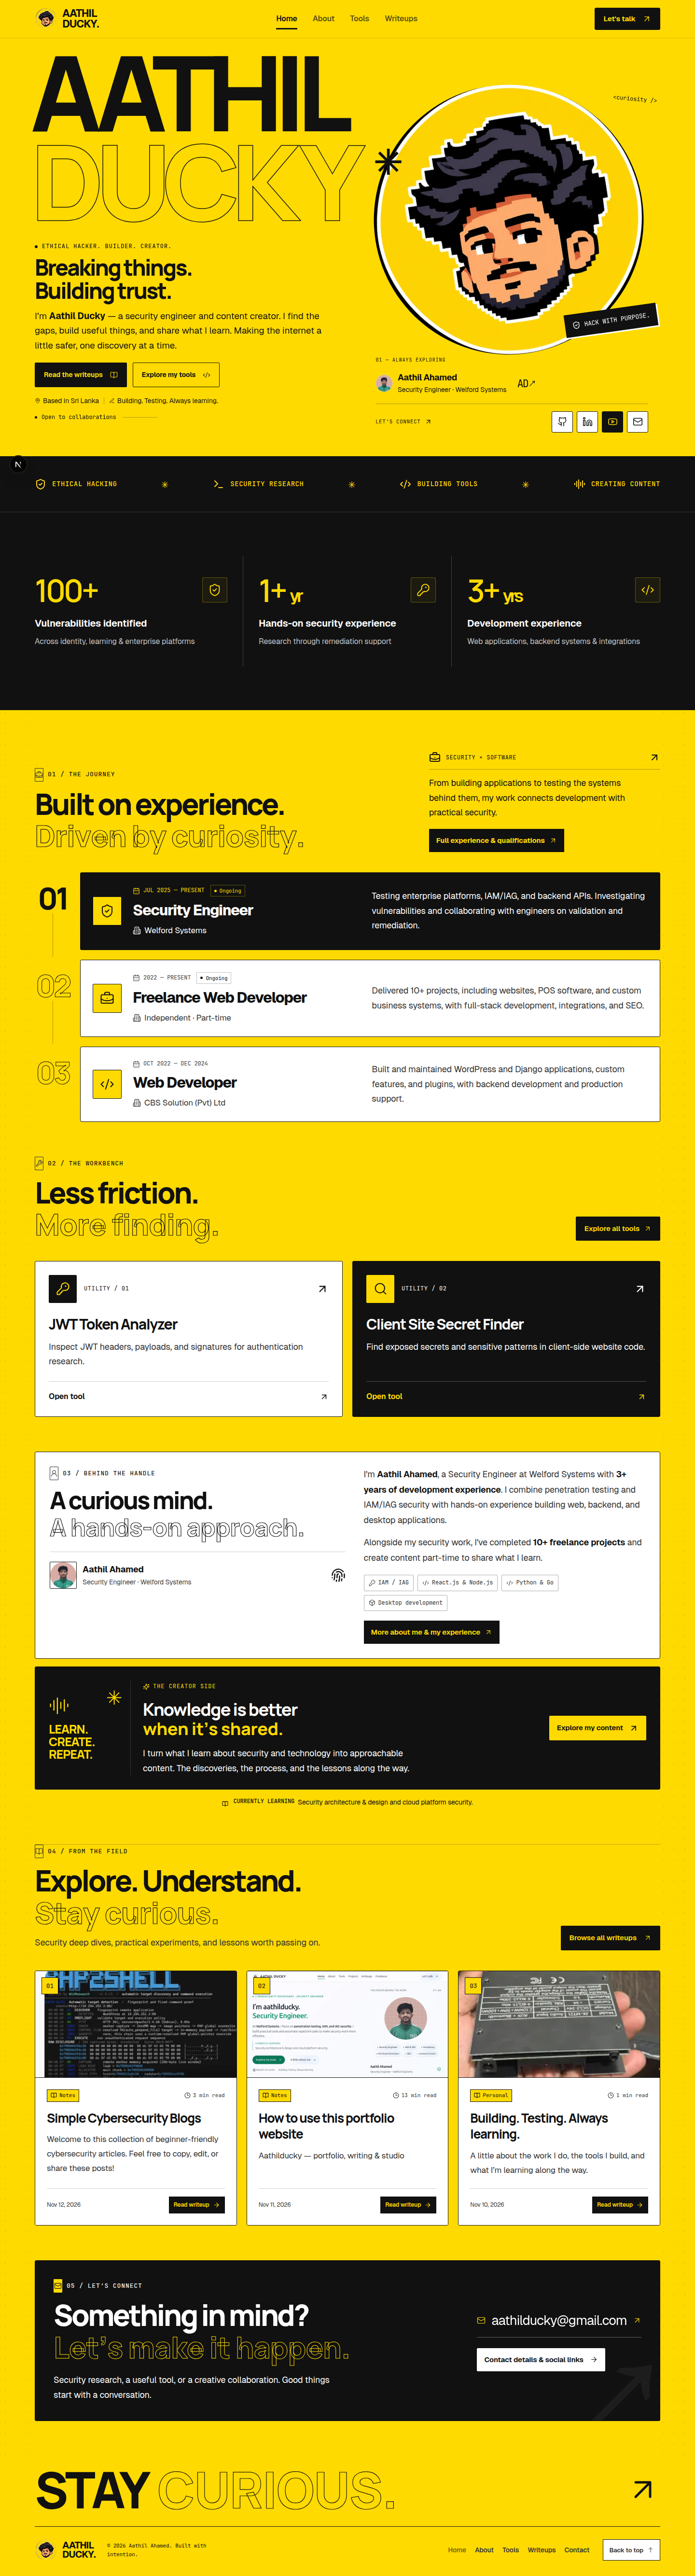 AATHIL
DUCKY.
Home About Tools Writeups
Let's talk
AATHIL
DUCKY
<curiosity />
ETHICAL HACKER. BUILDER. CREATOR.
Breaking things.
Building trust.
I'm Aathil Ducky — a security engineer and content creator. I find the
gaps, build useful things, and share what I learn. Making the internet a
little safer, one discovery at a time.
Read the writeups
Explore my tools
Based in Sri Lanka
Building, Testing, Always learning.
Open to collaborations
HACK WITH PURPOSE.
01 — ALWAYS EXPLORING
Aathil Ahamed
Security Engineer · Welford Systems
AD
LET'S CONNECT
N
ETHICAL HACKING
SECURITY RESEARCH
BUILDING TOOLS
CREATING CONTENT
100+
Vulnerabilities identified
Across identity, learning & enterprise platforms
1+ yr
Hands-on security experience
Research through remediation support
3+ yrs
Development experience
Web applications, backend systems & integrations
01 / THE JOURNEY
Built on experience.
Driven by curiosity.
SECURITY × SOFTWARE
From building applications to testing the systems
behind them, my work connects development with
practical security.
Full experience & qualifications
01
JUL 2025 — PRESENT
Ongoing
Security Engineer
Welford Systems
Testing enterprise platforms, IAM/IAG, and backend APIs. Investigating
vulnerabilities and collaborating with engineers on validation and
remediation.
02
2022 — PRESENT
Ongoing
Freelance Web Developer
Independent · Part-time
Delivered 10+ projects, including websites, POS software, and custom
business systems, with full-stack development, integrations, and SEO.
03
OCT 2022 — DEC 2024
Web Developer
CBS Solution (Pvt) Ltd
Built and maintained WordPress and Django applications, custom
features, and plugins, with backend development and production
support.
02 / THE WORKBENCH
Less friction.
More finding.
Explore all tools
UTILITY / 01
JWT Token Analyzer
Inspect JWT headers, payloads, and signatures for authentication
research.
Open tool
UTILITY / 02
Client Site Secret Finder
Find exposed secrets and sensitive patterns in client-side website code.
Open tool
03 / BEHIND THE HANDLE
A curious mind.
A hands-on approach.
Aathil Ahamed
Security Engineer · Welford Systems
I'm Aathil Ahamed, a Security Engineer at Welford Systems with 3+
years of development experience. I combine penetration testing and
IAM/IAG security with hands-on experience building web, backend, and
desktop applications.
Alongside my security work, I've completed 10+ freelance projects and
create content part-time to share what I learn.
IAM / IAG
React.js & Node.js
Python & Go
Desktop development
More about me & my experience
LEARN.
CREATE.
REPEAT.
THE CREATOR SIDE
Knowledge is better
when it's shared.
I turn what I learn about security and technology into approachable
content. The discoveries, the process, and the lessons along the way.
Explore my content
CURRENTLY LEARNING Security architecture & design and cloud platform security.
04 / FROM THE FIELD
Explore. Understand.
Stay curious.
Security deep dives, practical experiments, and lessons worth passing on.
Browse all writeups
01
PHP2SHELL
Notes
3 min read
Simple Cybersecurity Blogs
Welcome to this collection of beginner-friendly
cybersecurity articles. Feel free to copy, edit, or
share these posts!
Nov 12, 2026
Read writeup
02
I'm aathilducky.
Security Engineer.
Notes
13 min read
How to use this portfolio
website
Aathilducky — portfolio, writing & studio
Nov 11, 2026
Read writeup
03
Personal
1 min read
Building. Testing. Always
learning.
A little about the work I do, the tools I build, and
what I'm learning along the way.
Nov 10, 2026
Read writeup
05 / LET'S CONNECT
Something in mind?
Let's make it happen.
Security research, a useful tool, or a creative collaboration. Good things
start with a conversation.
aathilducky@gmail.com
Contact details & social links
STAY CURIOUS.
AATHIL
DUCKY.
© 2026 Aathil Ahamed. Built with
intention.
Home About Tools Writeups Contact
Back to top